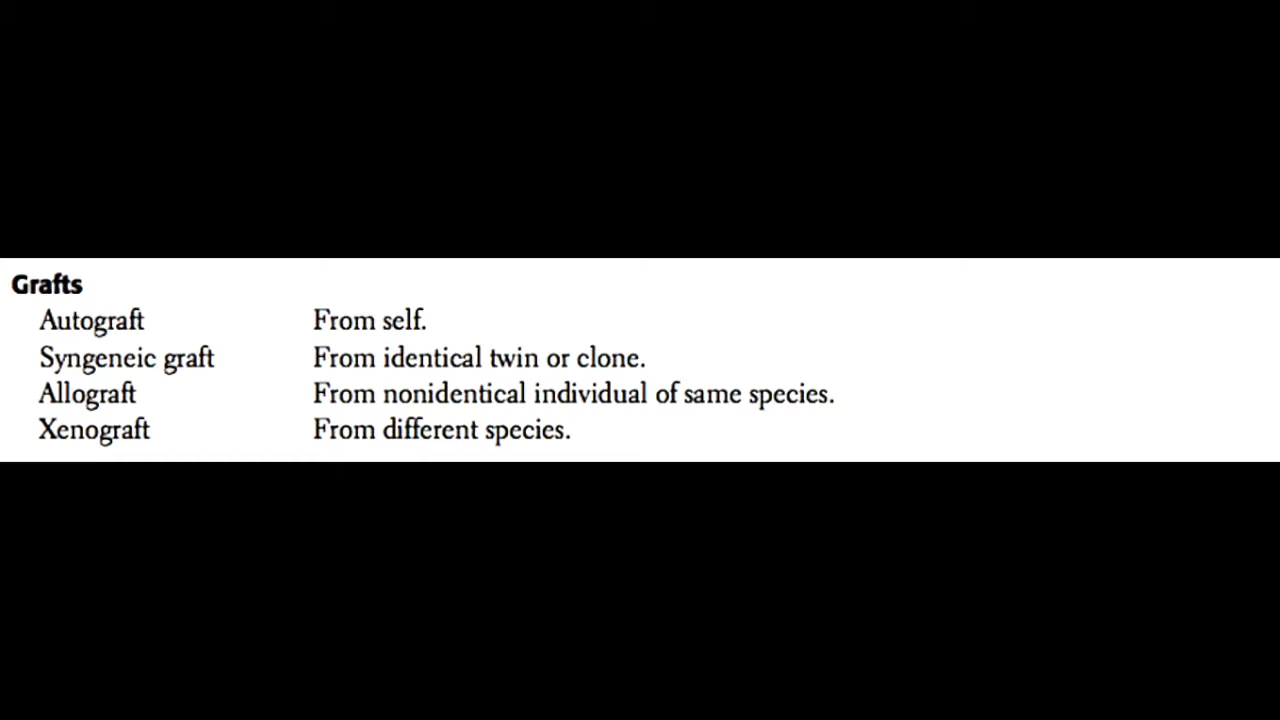 Grafts
Autograft From self.
Syngeneic graft From identical twin or clone.
Allograft From nonidentical individual of same species.
Xenograft From different species.